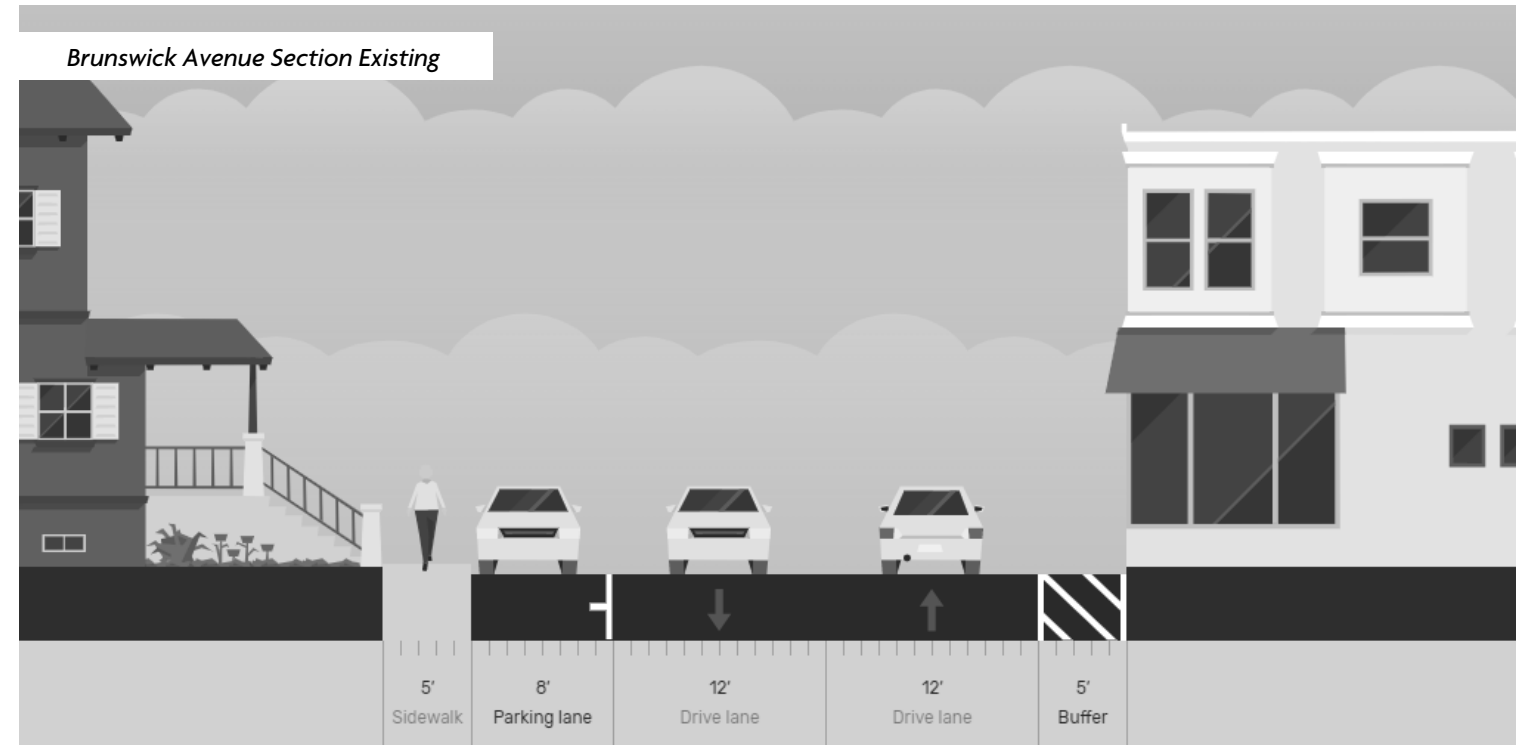 Brunswick Avenue Section Existing
5' 8' 12' 12' 5'
Sidewalk Parking lane Drive lane Drive lane Buffer